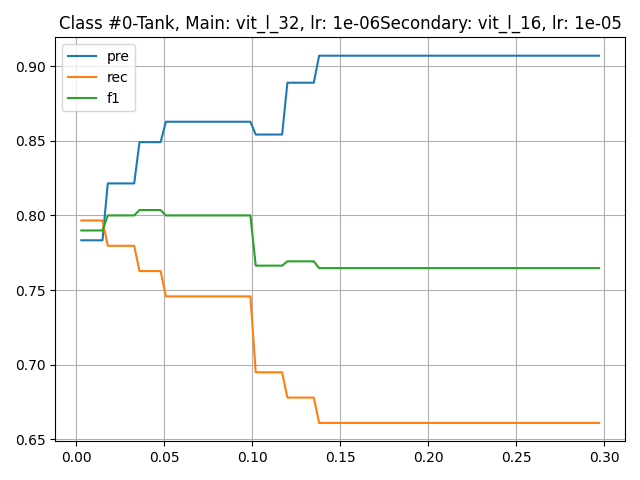 Class #0-Tank, Main: vit_l_32, lr: 1e-06Secondary: vit_l_16, lr: 1e-05
pre
rec
f1
0.90
0.85
0.80
0.75
0.70
0.65
0.00 0.05 0.10 0.15 0.20 0.25 0.30